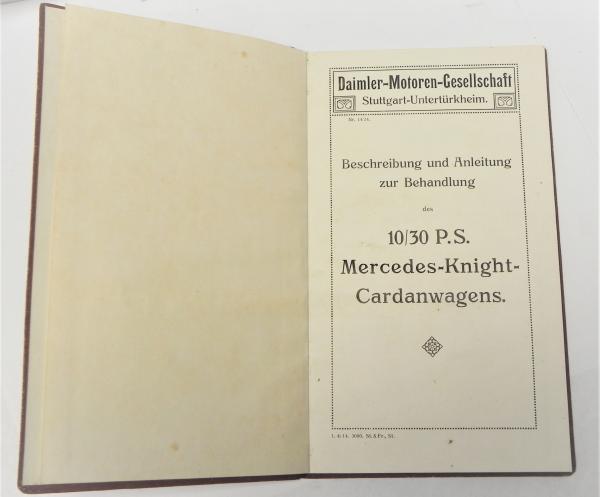 Daimler-Motoren-Gesellschaft
Stuttgart-Untertürkheim.
Beschreibung und Anleitung
zur Behandlung
des
10/30 P.S.
Mercedes-Knight-
Cardanwagens.